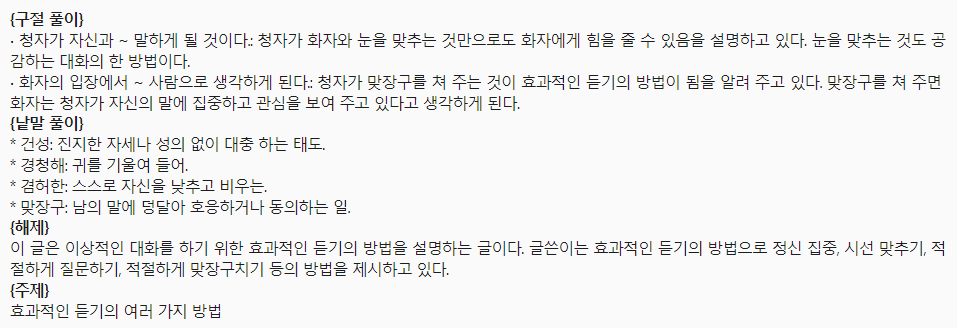 {구절 풀이}
· 청자가 자신과 ~ 말하게 될 것이다.: 청자가 화자와 눈을 맞추는 것만으로도 화자에게 힘을 줄 수 있음을 설명하고 있다. 눈을 맞추는 것도 공
감하는 대화의 한 방법이다.
· 화자의 입장에서 ~ 사람으로 생각하게 된다.: 청자가 맞장구를 쳐 주는 것이 효과적인 듣기의 방법이 됨을 알려 주고 있다. 맞장구를 쳐 주면
화자는 청자가 자신의 말에 집중하고 관심을 보여 주고 있다고 생각하게 된다.
{낱말 풀이}
* 건성: 진지한 자세나 성의 없이 대충 하는 태도.
* 경청해: 귀를 기울여 들어.
* 겸허한: 스스로 자신을 낮추고 비우는.
* 맞장구: 남의 말에 덩달아 호응하거나 동의하는 일.
{해제}
이 글은 이상적인 대화를 하기 위한 효과적인 듣기의 방법을 설명하는 글이다. 글쓴이는 효과적인 듣기의 방법으로 정신 집중, 시선 맞추기, 적
절하게 질문하기, 적절하게 맞장구치기 등의 방법을 제시하고 있다.
{주제}
효과적인 듣기의 여러 가지 방법